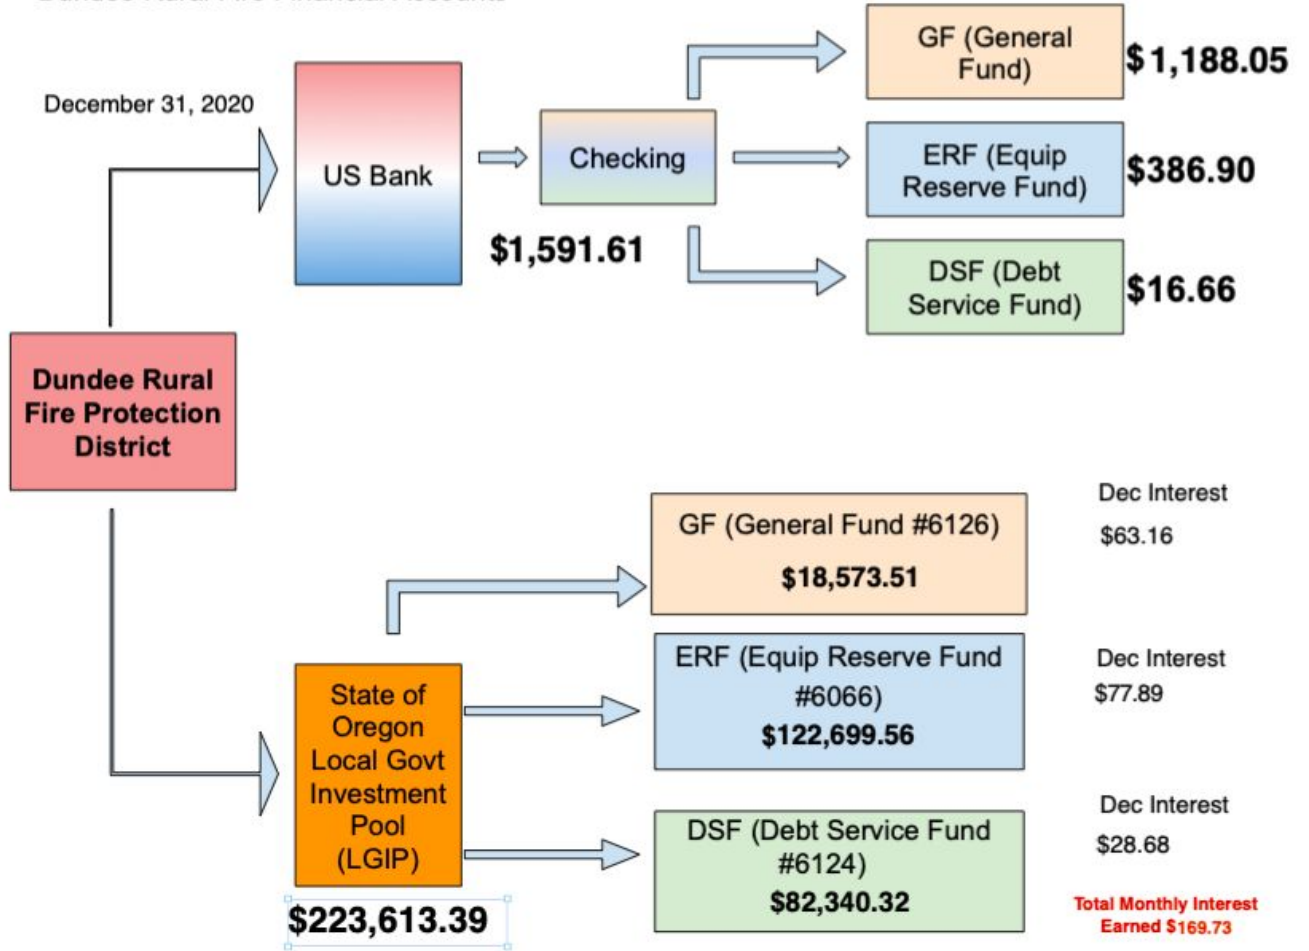 December 31, 2020
US Bank
Checking
$1,591.61
GF (General
Fund)
$1,188.05
ERF (Equip
Reserve Fund)
$386.90
DSF (Debt
Service Fund)
$16.66
Dundee Rural
Fire Protection
District
State of
Oregon
Local Govt
Investment
Pool
(LGIP)
$223,613.39
GF (General Fund #6126)
$18,573.51
Dec Interest
$63.16
ERF (Equip Reserve Fund
#6066)
$122,699.56
Dec Interest
$77.89
DSF (Debt Service Fund
#6124)
$82,340.32
Dec Interest
$28.68
Total Monthly Interest
Earned $169.73